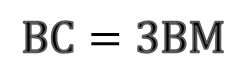 BC = 3BM